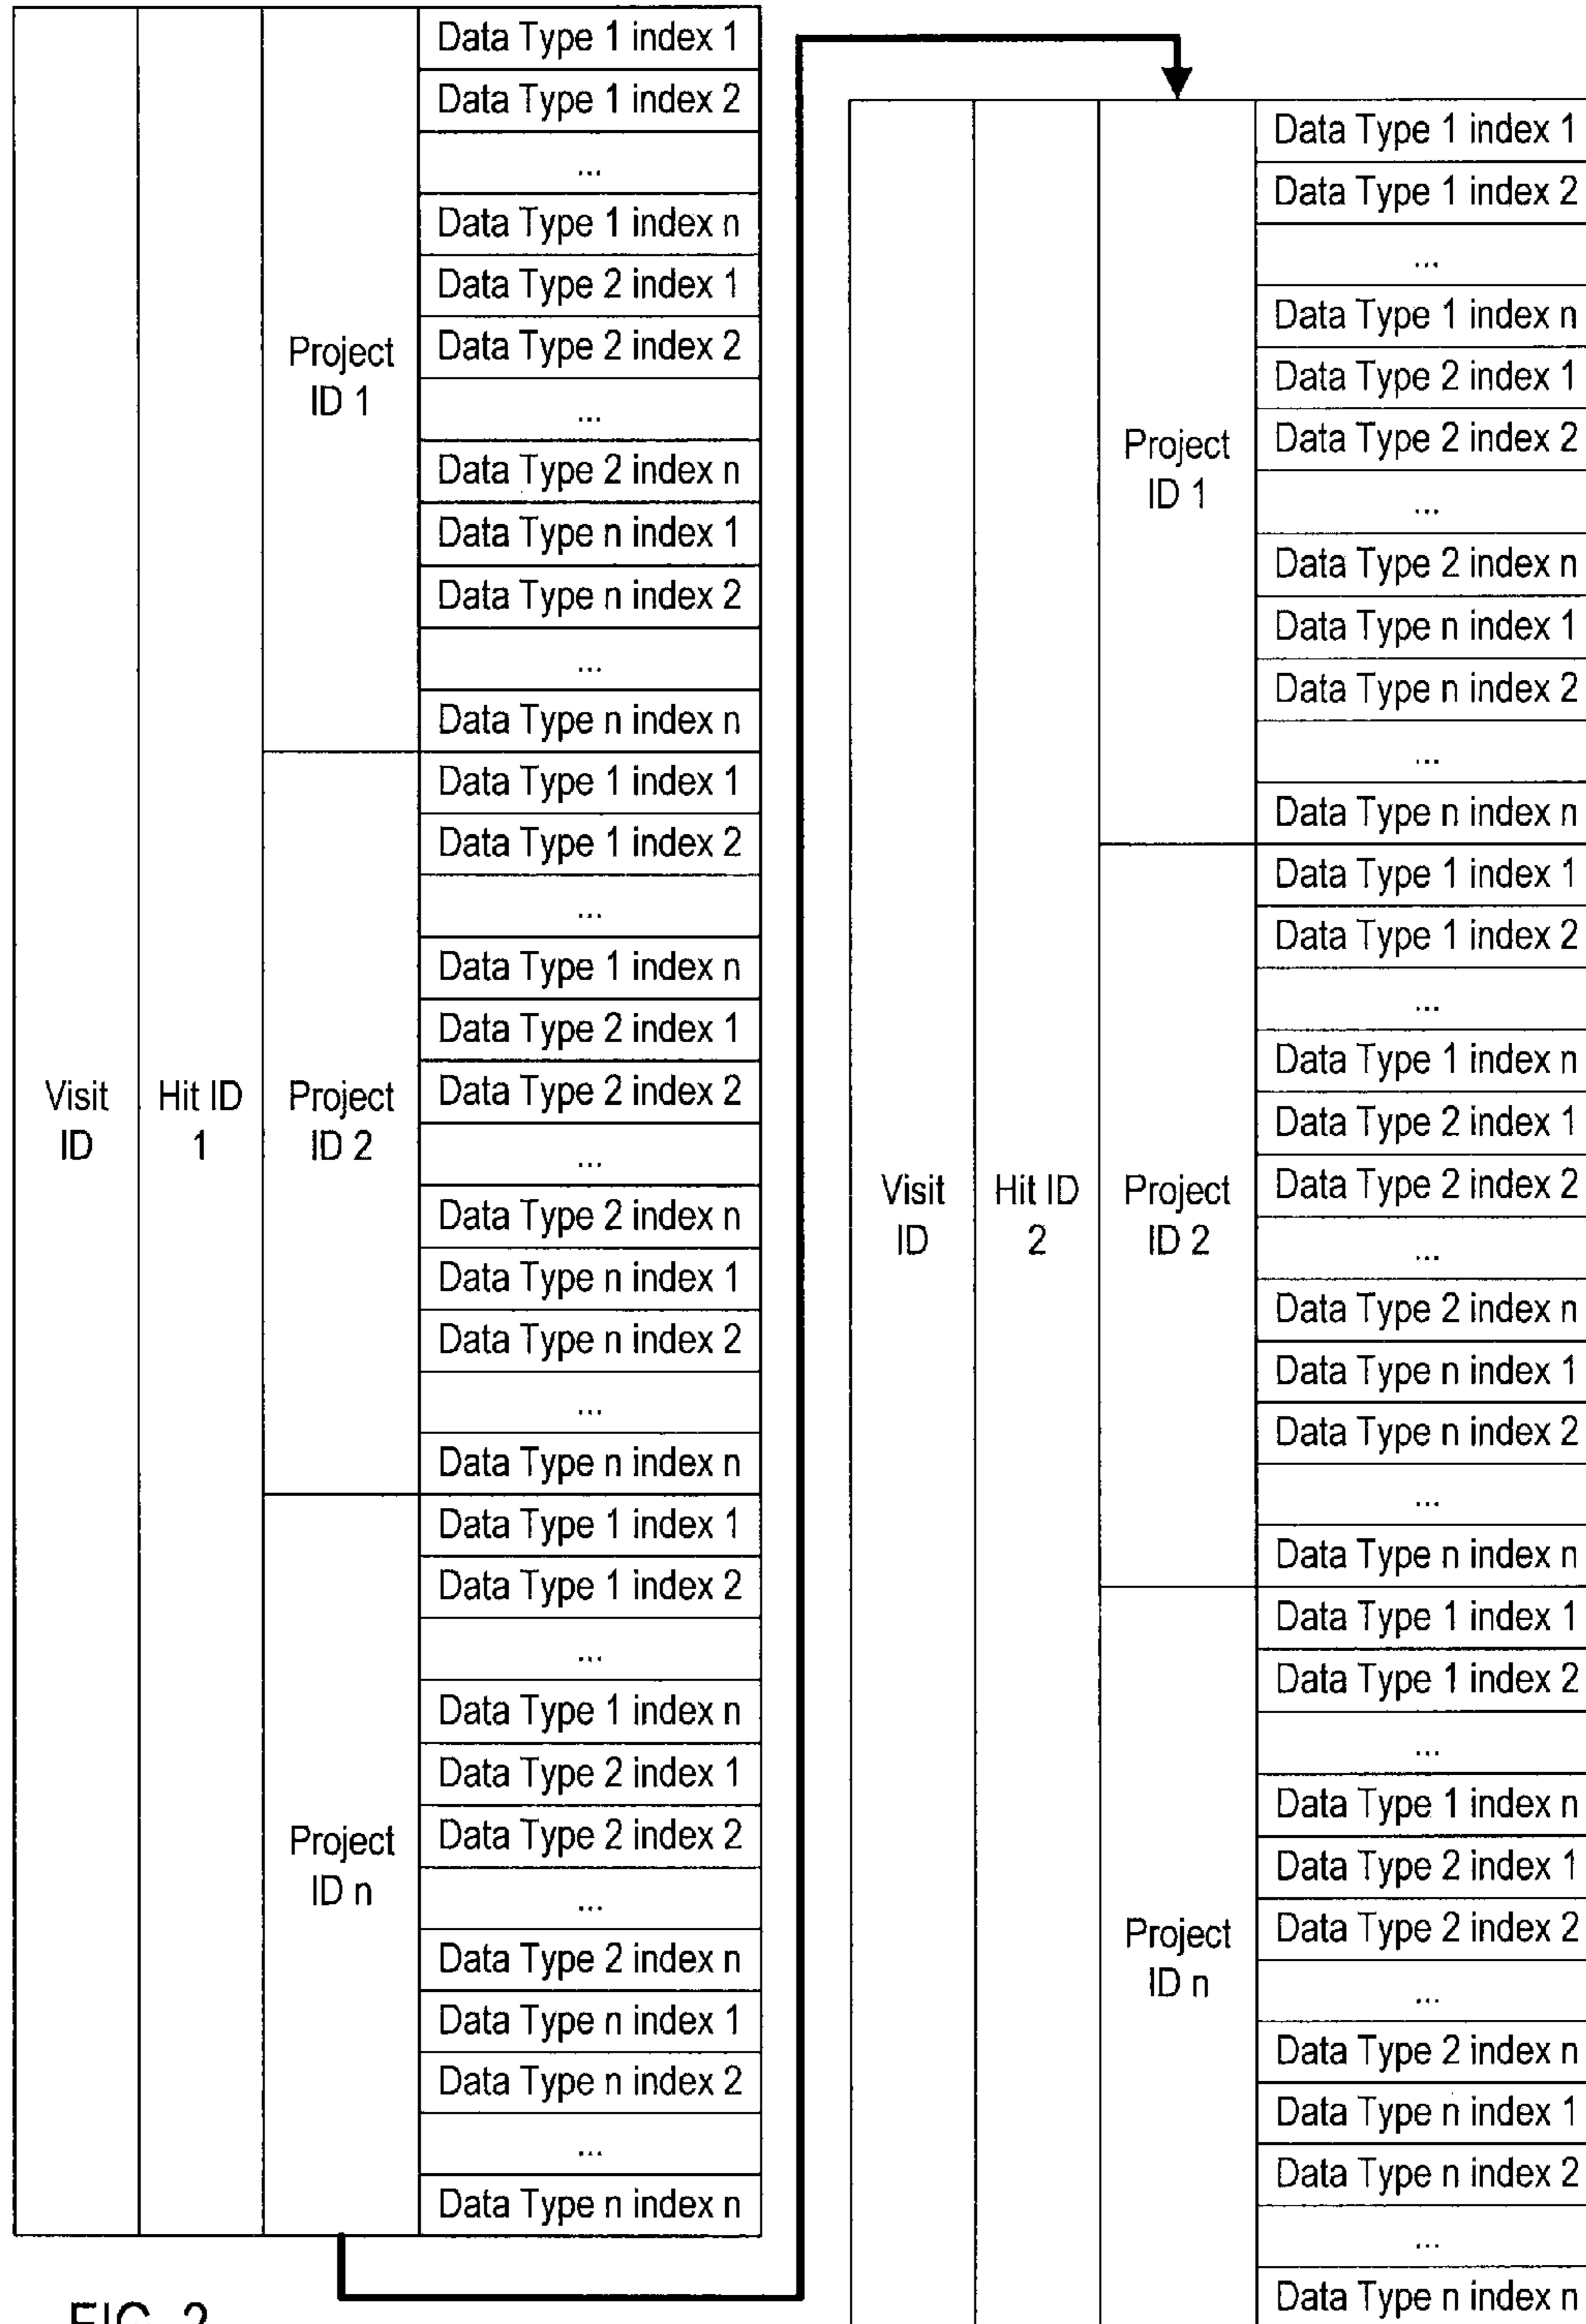 Visit
ID
Hit ID
1
Project
ID 1
Data Type 1 index 1
Data Type 1 index 2
...
Data Type 1 index n
Data Type 2 index 1
Data Type 2 index 2
...
Data Type 2 index n
Data Type n index 1
Data Type n index 2
...
Data Type n index n
Project
ID 2
Data Type 1 index 1
Data Type 1 index 2
...
Data Type 1 index n
Data Type 2 index 1
Data Type 2 index 2
...
Data Type 2 index n
Data Type n index 1
Data Type n index 2
...
Data Type n index n
Project
ID n
Data Type 1 index 1
Data Type 1 index 2
...
Data Type 1 index n
Data Type 2 index 1
Data Type 2 index 2
...
Data Type 2 index n
Data Type n index 1
Data Type n index 2
...
Data Type n index n
Visit
ID
Hit ID
2
Project
ID 1
Data Type 1 index 1
Data Type 1 index 2
...
Data Type 1 index n
Data Type 2 index 1
Data Type 2 index 2
...
Data Type 2 index n
Data Type n index 1
Data Type n index 2
...
Data Type n index n
Project
ID 2
Data Type 1 index 1
Data Type 1 index 2
...
Data Type 1 index n
Data Type 2 index 1
Data Type 2 index 2
...
Data Type 2 index n
Data Type n index 1
Data Type n index 2
...
Data Type n index n
Project
ID n
Data Type 1 index 1
Data Type 1 index 2
...
Data Type 1 index n
Data Type 2 index 1
Data Type 2 index 2
...
Data Type 2 index n
Data Type n index 1
Data Type n index 2
...
Data Type n index n
FIG. 2